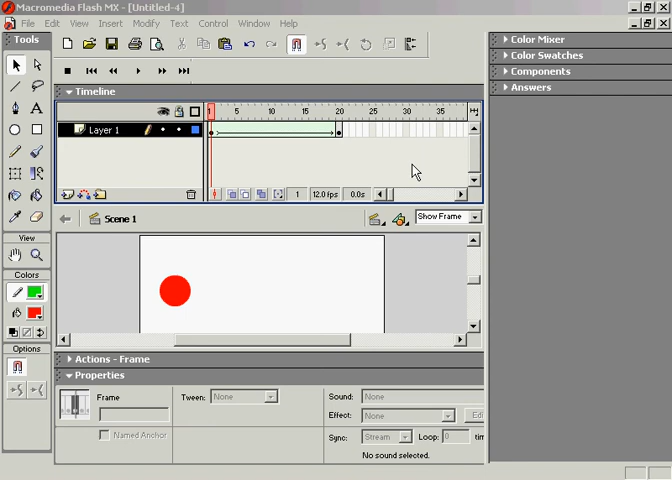 Macromedia Flash MX - [Untitled-4]
File Edit View Insert Modify Text Control Window Help
Tools
Timeline
1 5 10 15 20 25 30 35
Layer 1
1 12.0 fps 0.0s
Scene 1
Show Frame
View
Colors
Options
Actions - Frame
Properties
Frame
Tween: None
Sound: None
Effect: None
Edi
Named Anchor
Sync: Stream Loop: 0 tim
No sound selected.
Color Mixer
Color Swatches
Components
Answers